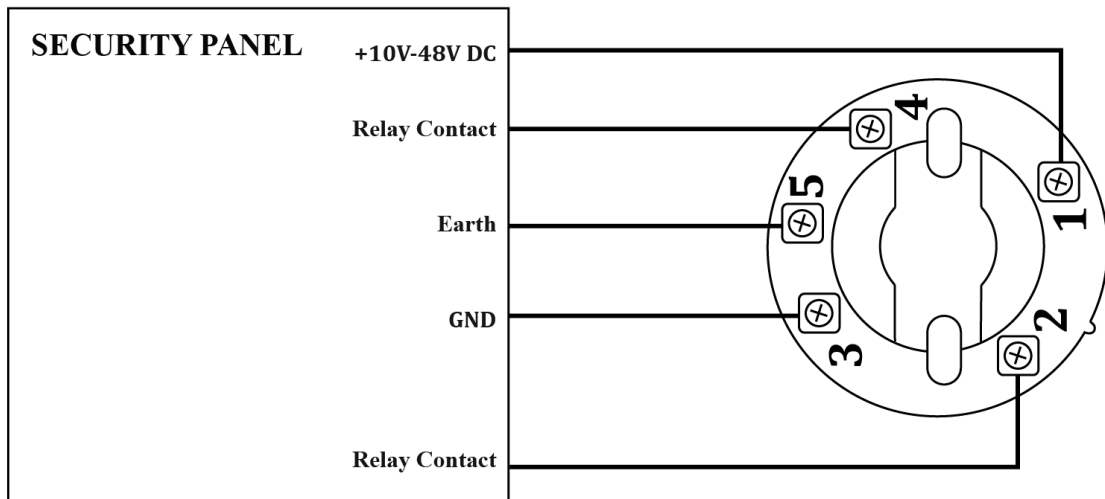 SECURITY PANEL
+10V-48V DC
Relay Contact
Earth
GND
Relay Contact
4
5
1
2
3